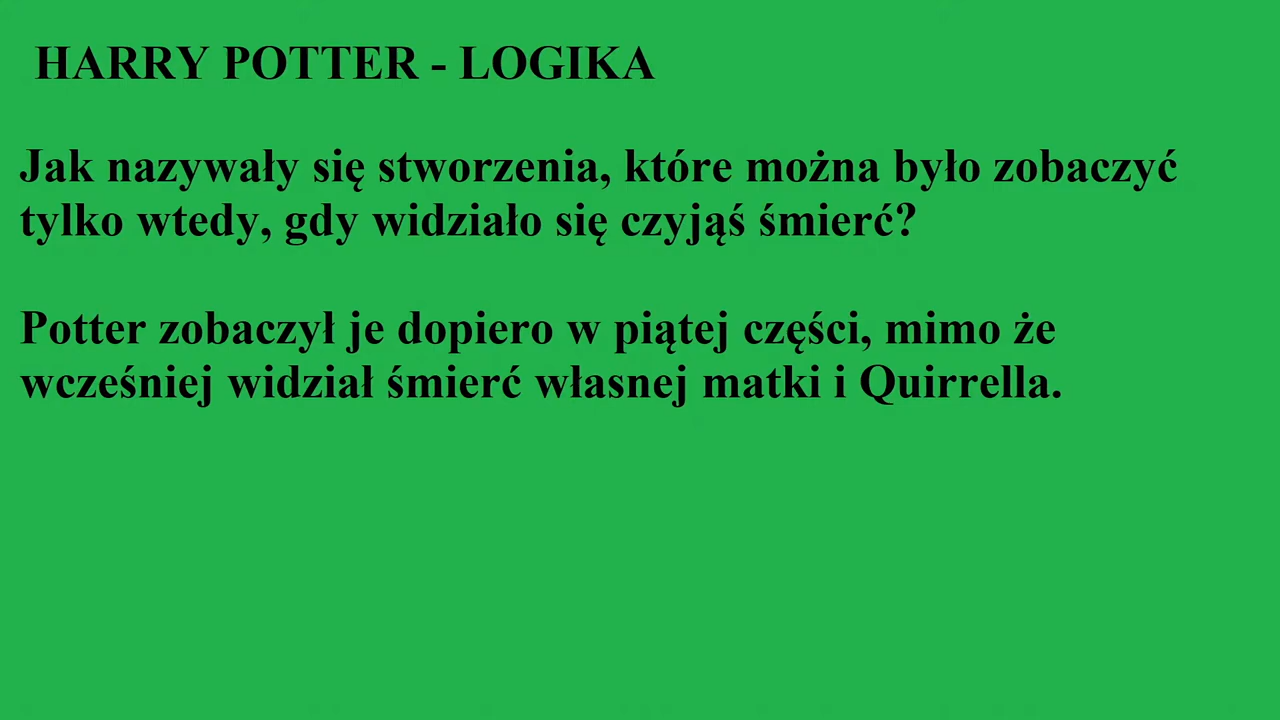 HARRY POTTER - LOGIKA
Jak nazywały się stworzenia, które można było zobaczyć
tylko wtedy, gdy widziało się czyjąś śmierć?
Potter zobaczył je dopiero w piątej części, mimo że
wcześniej widział śmierć własnej matki i Quirrella.